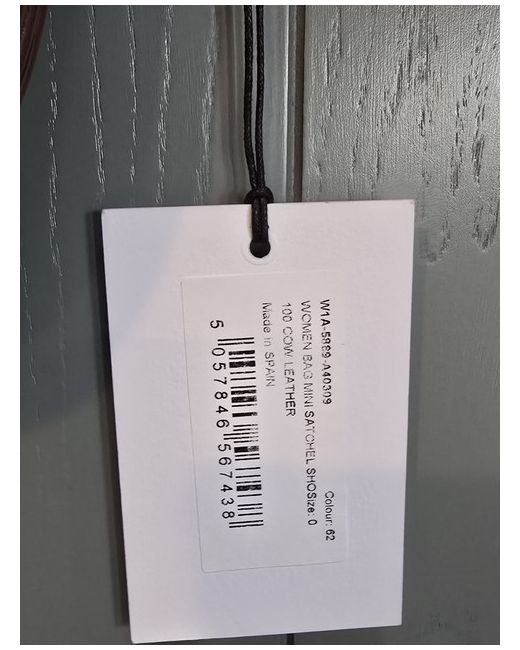 W1A-5889-A40309
Colour: 62
WOMEN BAG MINI SATCHEL SHOSize: 0
100 COW LEATHER
Made in SPAIN
5 057846 567438